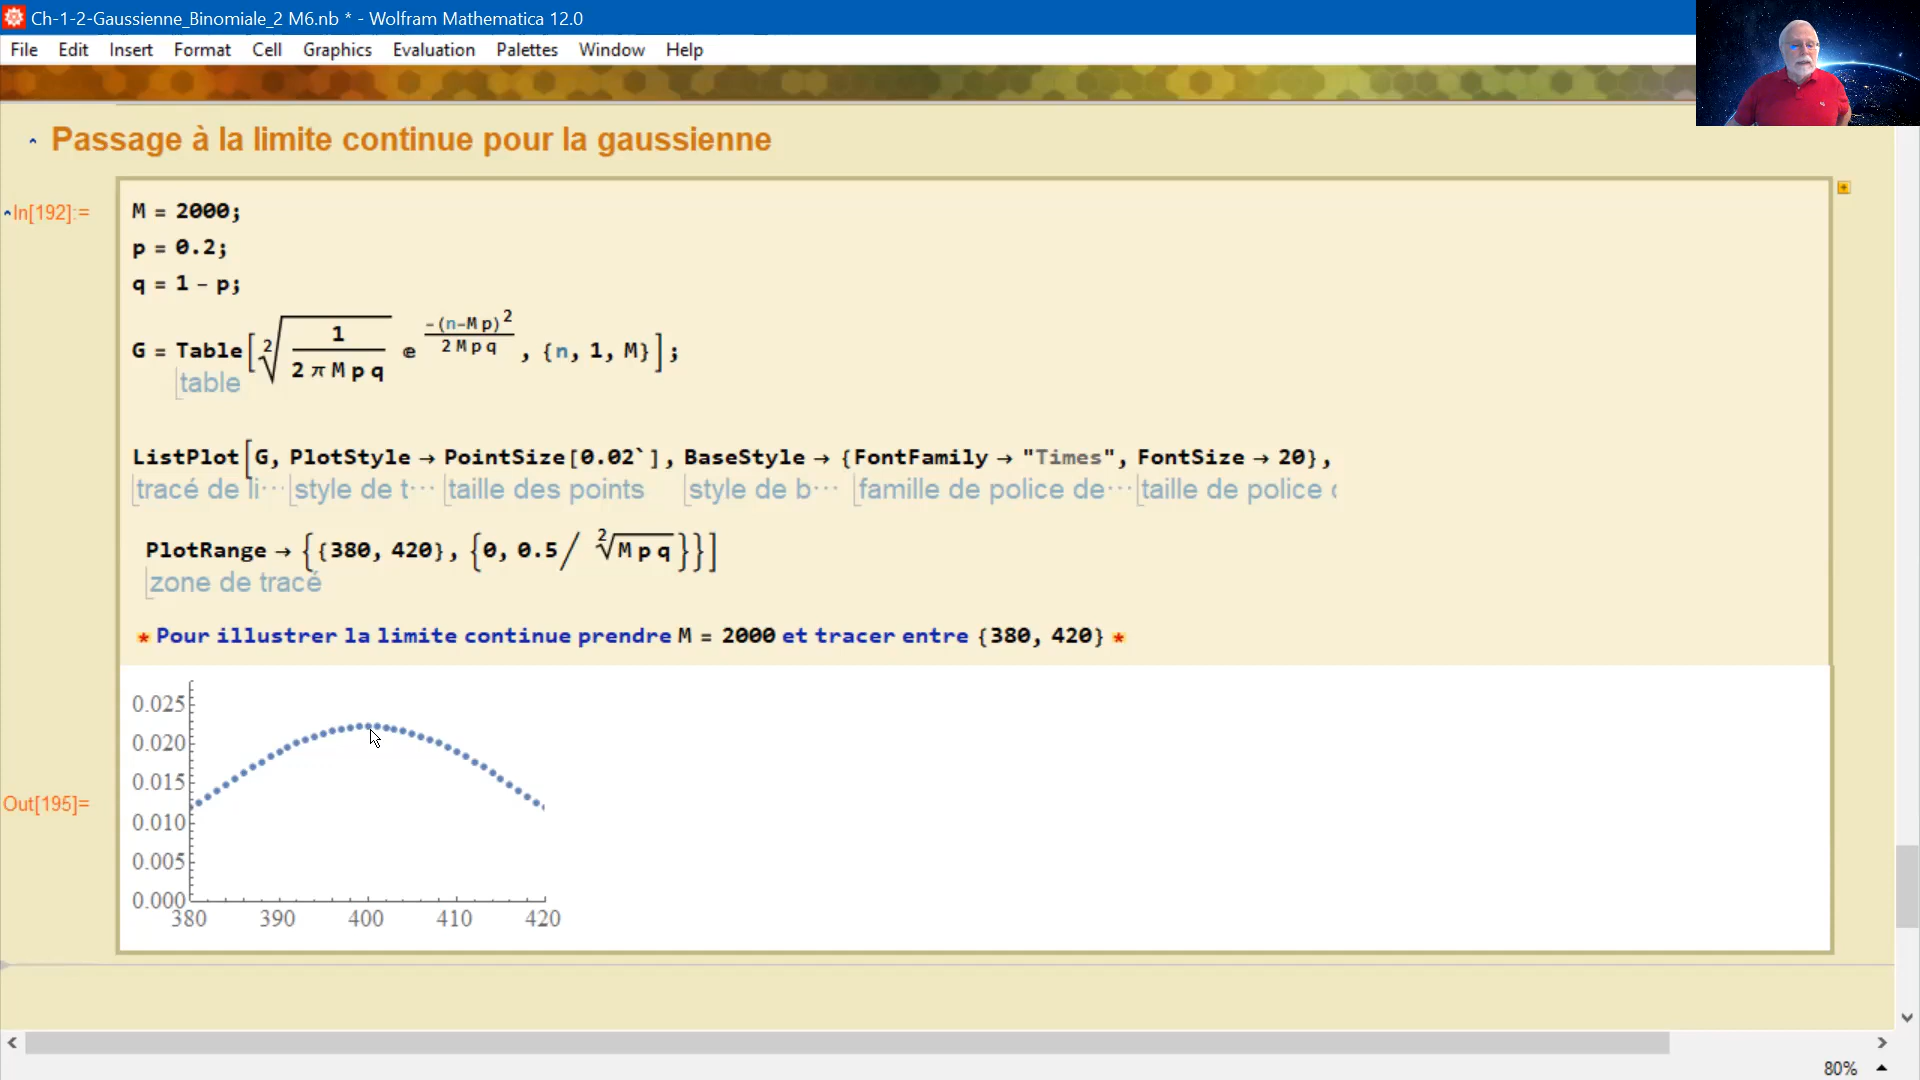 Ch-1-2-Gaussienne_Binomiale_2 M6.nb * - Wolfram Mathematica 12.0
File Edit Insert Format Cell Graphics Evaluation Palettes Window Help
Passage à la limite continue pour la gaussienne
In[192]:=
M = 2000;
p = 0.2;
q = 1 - p;
G = Table[²√(1/(2 π M p q)) ⅇ^(-(n-M p)²/(2 M p q)), {n, 1, M}];
table
ListPlot[G, PlotStyle → PointSize[0.02`], BaseStyle → {FontFamily → "Times", FontSize → 20},
tracé de li⋯ style de t⋯ taille des points style de b⋯ famille de police de⋯ taille de police
PlotRange → {{380, 420}, {0, 0.5/ ²√(M p q)}}]
zone de tracé
* Pour illustrer la limite continue prendre M = 2000 et tracer entre {380, 420} *
Out[195]=
0.025
0.020
0.015
0.010
0.005
0.000
380 390 400 410 420
80%